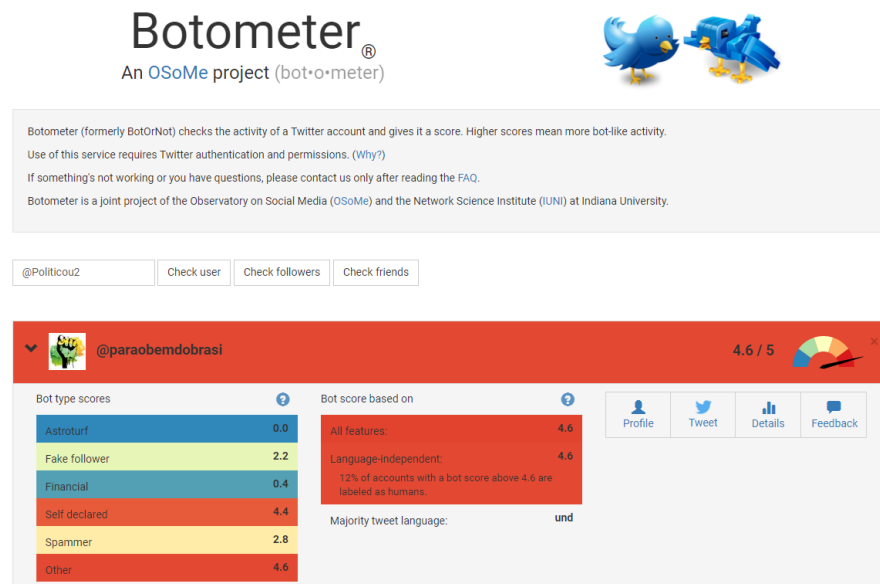 Botometer®
An OSoMe project (bot•o•meter)
Botometer (formerly BotOrNot) checks the activity of a Twitter account and gives it a score. Higher scores mean more bot-like activity.
Use of this service requires Twitter authentication and permissions. (Why?)
If something's not working or you have questions, please contact us only after reading the FAQ.
Botometer is a joint project of the Observatory on Social Media (OSoMe) and the Network Science Institute (IUNI) at Indiana University.
@Politicou2 Check user Check followers Check friends
@paraobemdobrasi 4.6 / 5 ×
Bot type scores ?
Astroturf 0.0
Fake follower 2.2
Financial 0.4
Self declared 4.4
Spammer 2.8
Other 4.6
Bot score based on ?
All features: 4.6
Language-independent: 4.6
12% of accounts with a bot score above 4.6 are
labeled as humans.
Majority tweet language: und
Profile Tweet Details Feedback